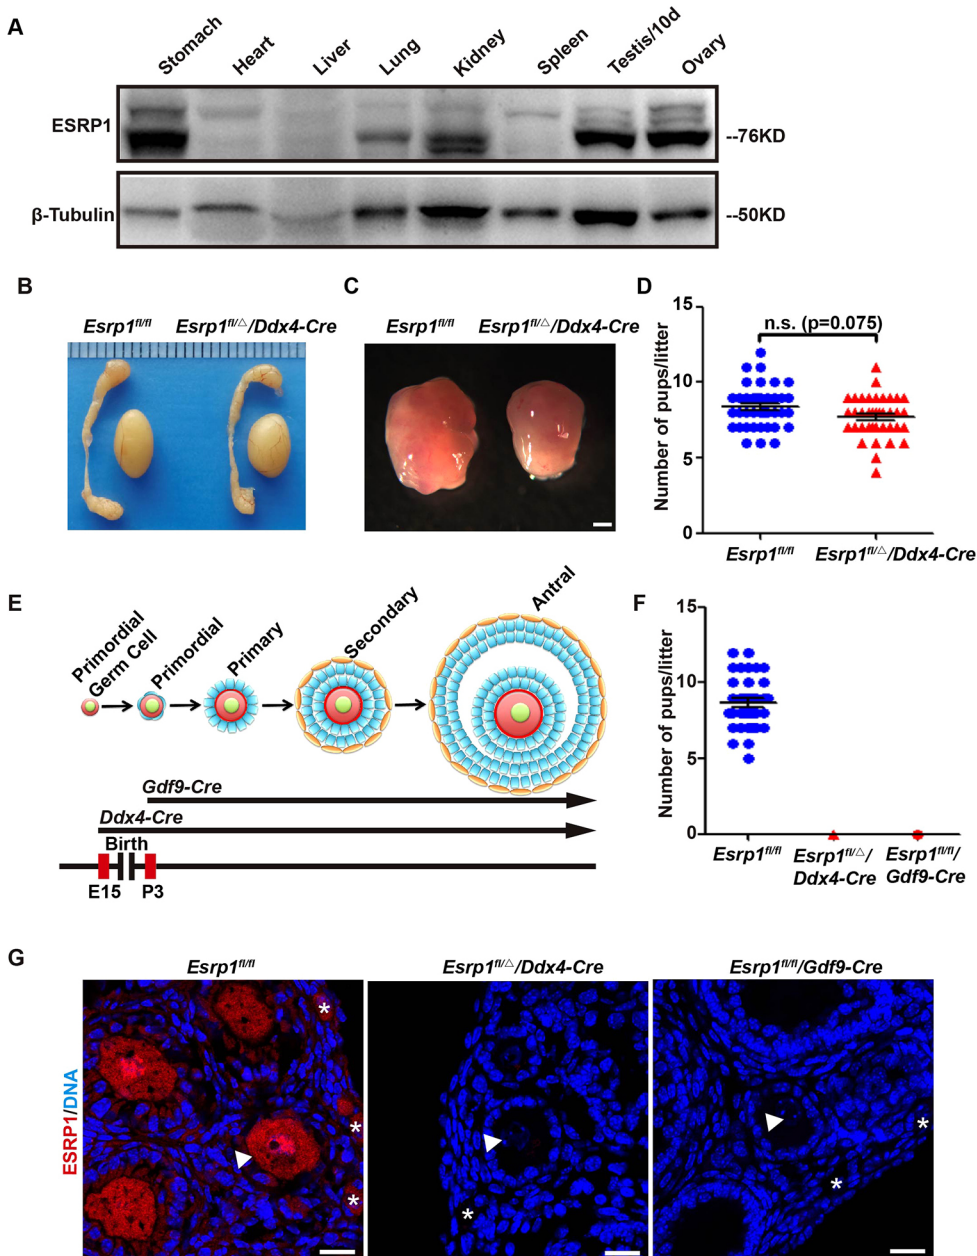 A
Stomach
Heart
Liver
Lung
Kidney
Spleen
Testis/10d
Ovary
ESRP1
--76KD
β-Tubulin
--50KD
B
Esrp1fl/fl
Esrp1fl/△/Ddx4-Cre
C
Esrp1fl/fl
Esrp1fl/△/Ddx4-Cre
D
Number of pups/litter
15
10
5
0
n.s. (p=0.075)
Esrp1fl/fl
Esrp1fl/△/Ddx4-Cre
E
Primordial
Germ Cell
Primordial
Primary
Secondary
Antral
Gdf9-Cre
Ddx4-Cre
Birth
E15
P3
F
Number of pups/litter
15
10
5
0
Esrp1fl/fl
Esrp1fl/△/
Ddx4-Cre
Esrp1fl/fl/
Gdf9-Cre
G
Esrp1fl/fl
Esrp1fl/△/Ddx4-Cre
Esrp1fl/fl/Gdf9-Cre
ESRP1/DNA
*
*
*
*
*
*